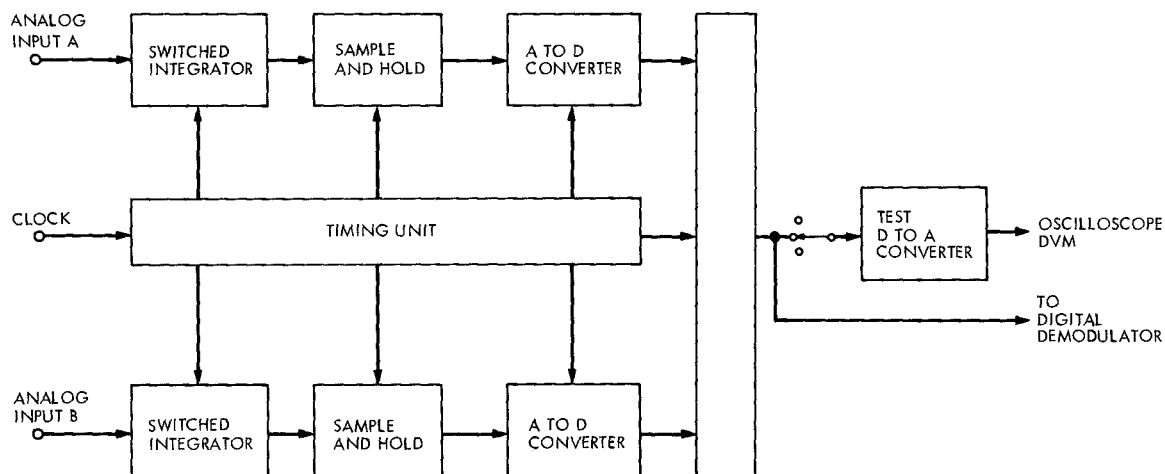 ANALOG
INPUT A
SWITCHED
INTEGRATOR
SAMPLE
AND HOLD
A TO D
CONVERTER
CLOCK
TIMING UNIT
TEST
D TO A
CONVERTER
OSCILLOSCOPE
DVM
TO
DIGITAL
DEMODULATOR
ANALOG
INPUT B
SWITCHED
INTEGRATOR
SAMPLE
AND HOLD
A TO D
CONVERTER